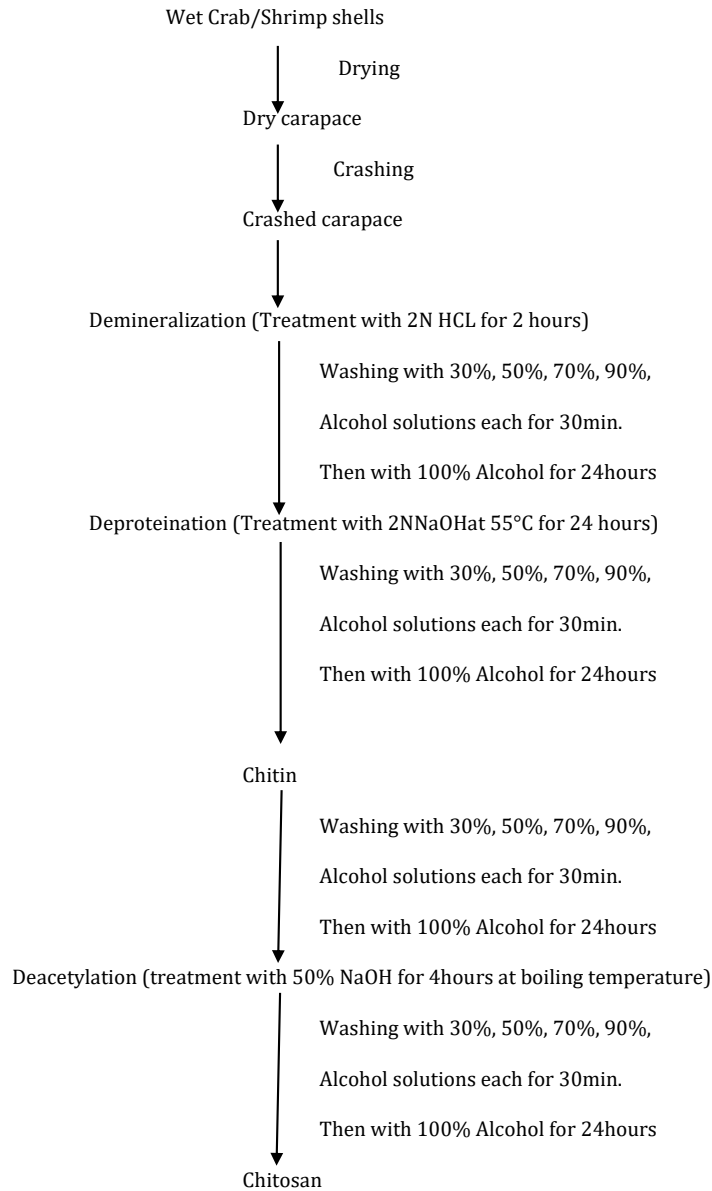 Wet Crab/Shrimp shells
Drying
Dry carapace
Crashing
Crashed carapace
Demineralization (Treatment with 2N HCL for 2 hours)
Washing with 30%, 50%, 70%, 90%,
Alcohol solutions each for 30min.
Then with 100% Alcohol for 24hours
Deproteination (Treatment with 2NNaOHat 55°C for 24 hours)
Washing with 30%, 50%, 70%, 90%,
Alcohol solutions each for 30min.
Then with 100% Alcohol for 24hours
Chitin
Washing with 30%, 50%, 70%, 90%,
Alcohol solutions each for 30min.
Then with 100% Alcohol for 24hours
Deacetylation (treatment with 50% NaOH for 4hours at boiling temperature)
Washing with 30%, 50%, 70%, 90%,
Alcohol solutions each for 30min.
Then with 100% Alcohol for 24hours
Chitosan